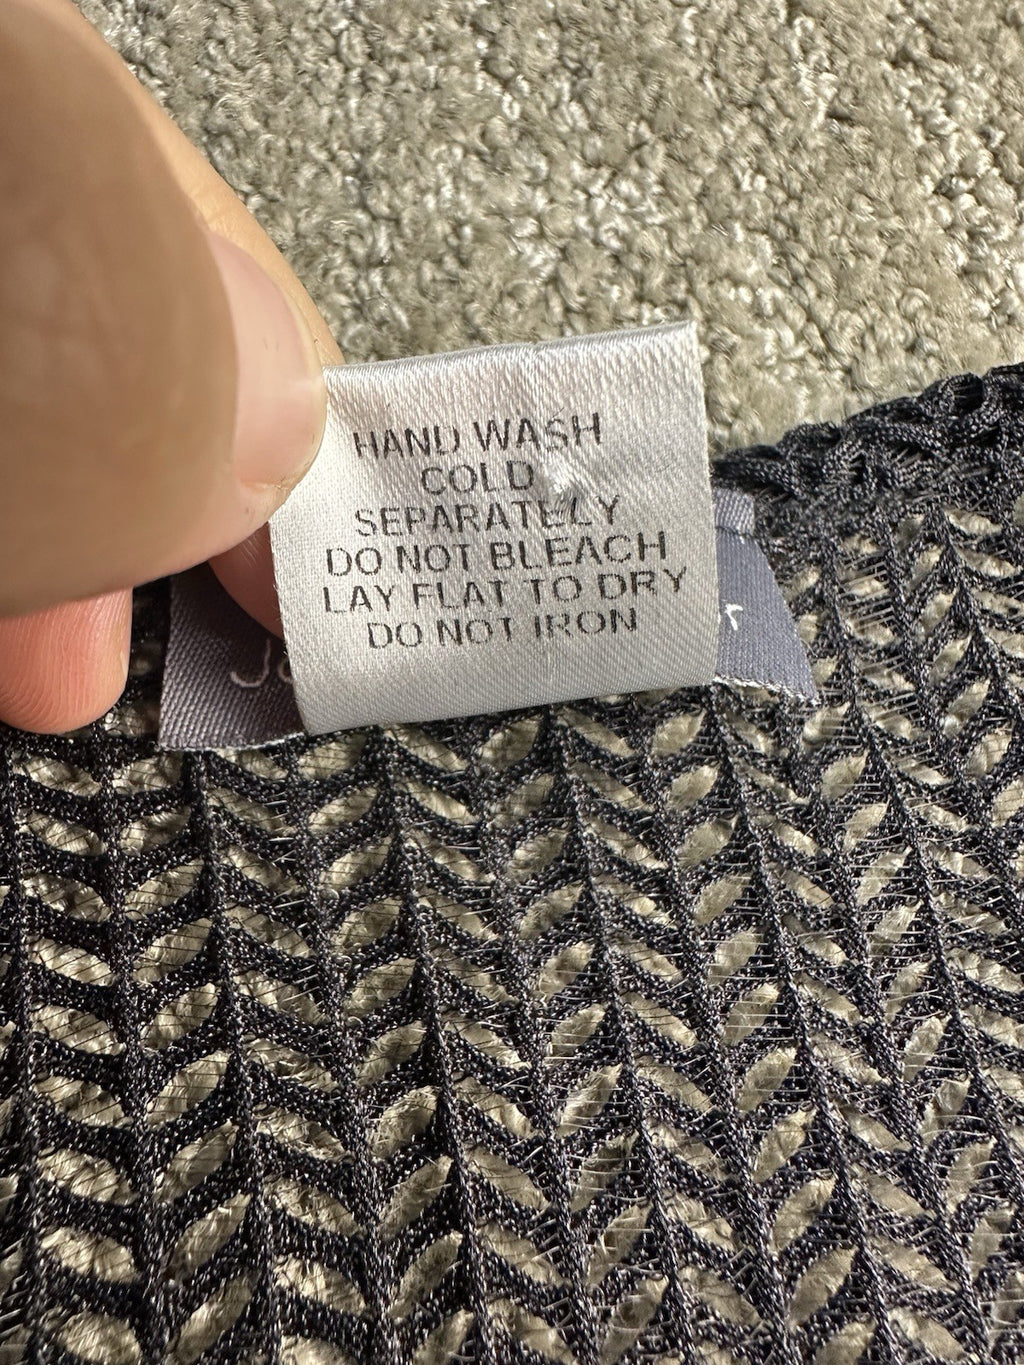 HAND WASH
COLD
SEPARATELY
DO NOT BLEACH
LAY FLAT TO DRY
DO NOT IRON